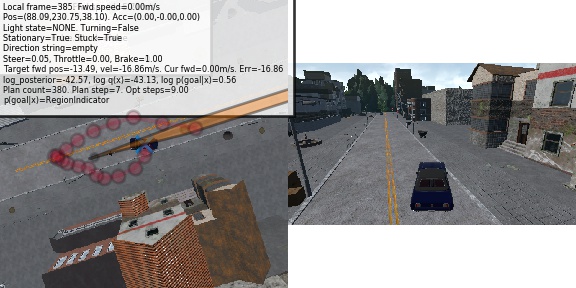 Local frame=385. Fwd speed=0.00m/s
Pos=(88.09,230.75,38.10). Acc=(0.00,-0.00,0.00)
Light state=NONE. Turning=False
Stationary=True. Stuck=True
Direction string=empty
Steer=0.05, Throttle=0.00, Brake=1.00
Target fwd pos=-13.49, vel=-16.86m/s. Cur fwd=0.00m/s. Err=-16.86
log_posterior=-42.57, log q(x)=-43.13, log p(goal|x)=0.56
Plan count=380. Plan step=7. Opt steps=9.00
p(goal|x)=RegionIndicator